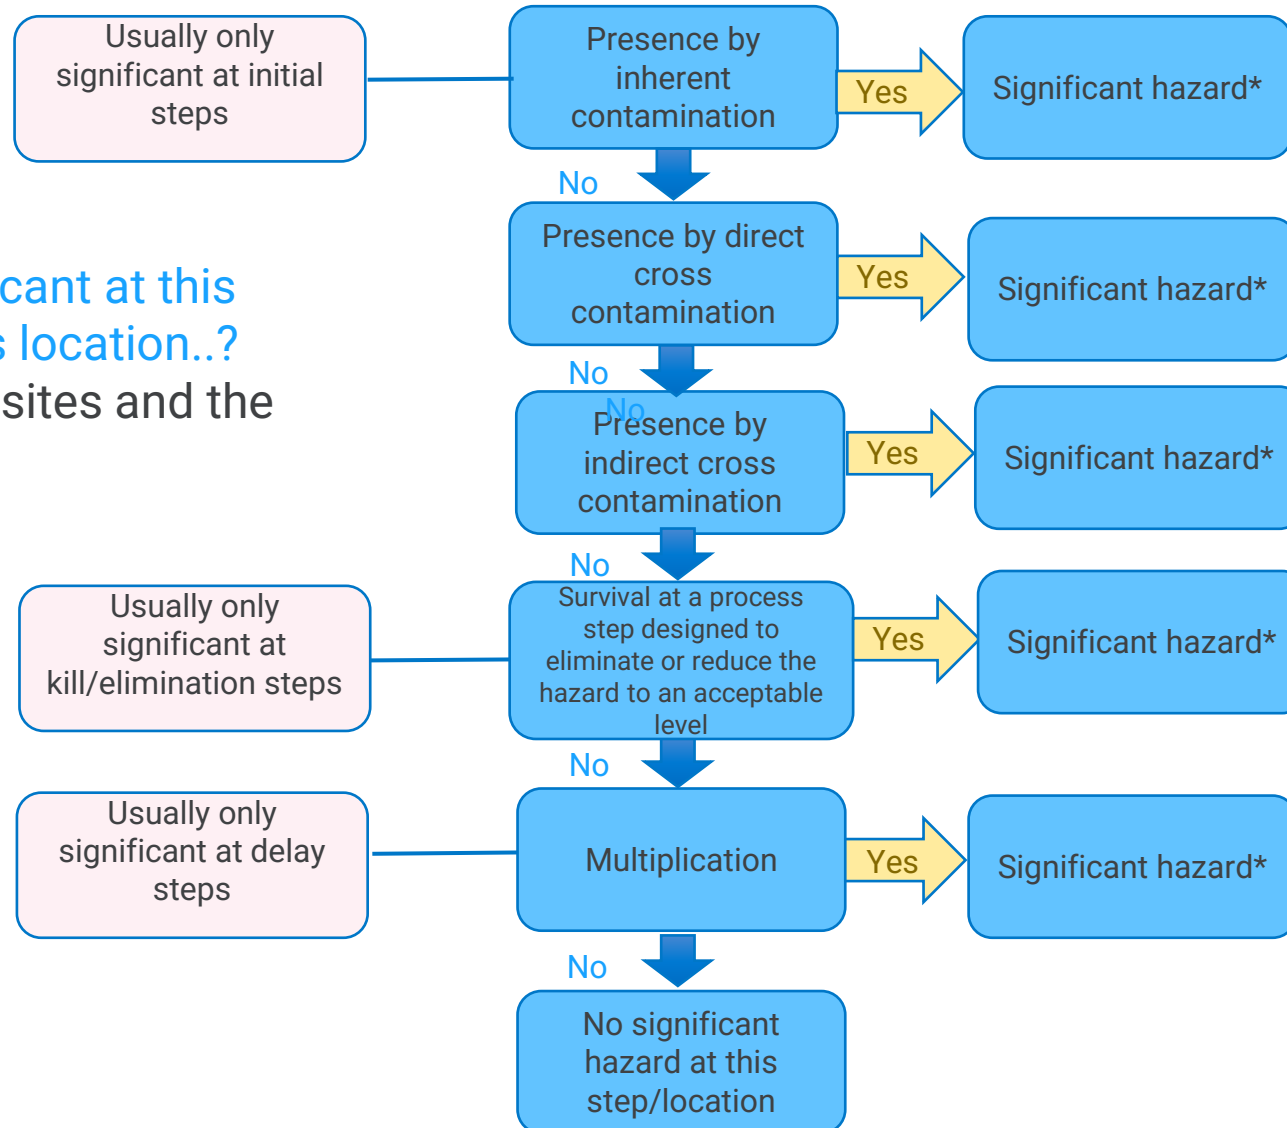 Usually only
significant at initial
steps
Presence by
inherent
contamination
Yes
Significant hazard*
No
Presence by direct
cross
contamination
Yes
Significant hazard*
cant at this
s location..?
sites and the
No
No
Presence by
indirect cross
contamination
Yes
Significant hazard*
No
Usually only
significant at
kill/elimination steps
Survival at a process
step designed to
eliminate or reduce the
hazard to an acceptable
level
Yes
Significant hazard*
No
Usually only
significant at delay
steps
Multiplication
Yes
Significant hazard*
No
No significant
hazard at this
step/location